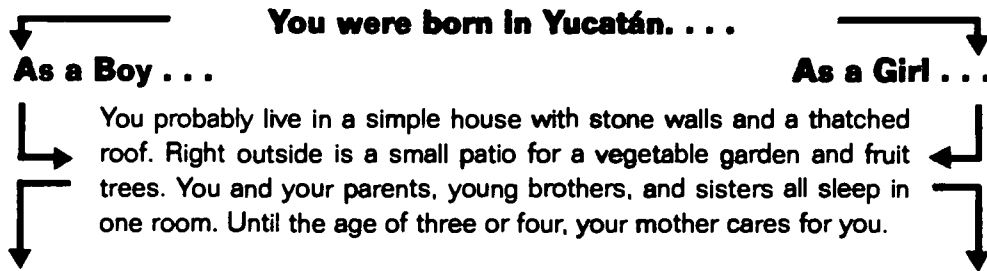 You were born in Yucatán. . . .
As a Boy . . .
As a Girl . . .
You probably live in a simple house with stone walls and a thatched
roof. Right outside is a small patio for a vegetable garden and fruit
trees. You and your parents, young brothers, and sisters all sleep in
one room. Until the age of three or four, your mother cares for you.